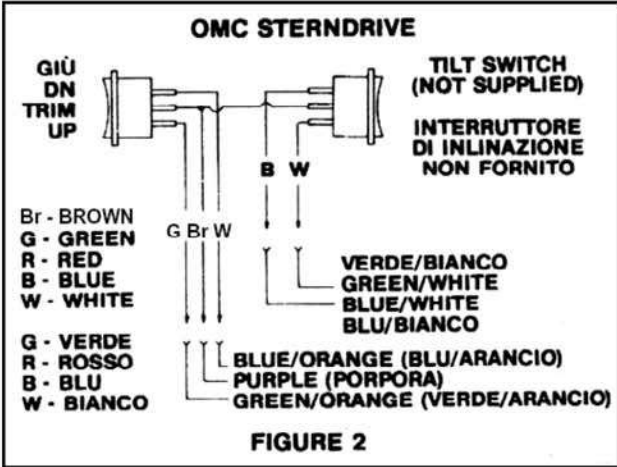 OMC STERNDRIVE
GIÙ
DN
TRIM
UP
TILT SWITCH
(NOT SUPPLIED)
INTERRUTTORE
DI INLINAZIONE
NON FORNITO
B W
Br - BROWN
G - GREEN
R - RED
B - BLUE
W - WHITE
G Br W
G - VERDE
R - ROSSO
B - BLU
W - BIANCO
VERDE/BIANCO
GREEN/WHITE
BLUE/WHITE
BLU/BIANCO
BLUE/ORANGE (BLU/ARANCIO)
PURPLE (PORPORA)
GREEN/ORANGE (VERDE/ARANCIO)
FIGURE 2